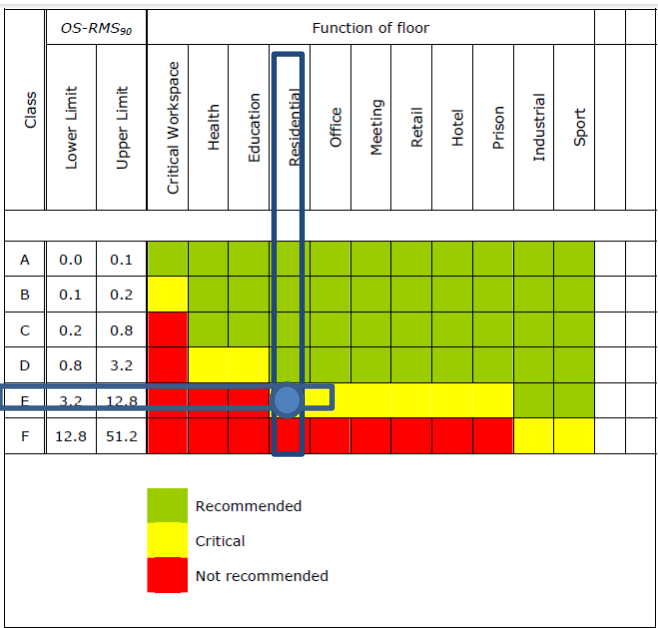 OS-RMS90 Function of floor
Class Lower Limit Upper Limit Critical Workspace Health Education Residential Office Meeting Retail Hotel Prison Industrial Sport
A 0.0 0.1
B 0.1 0.2
C 0.2 0.8
D 0.8 3.2
E 3.2 12.8
F 12.8 51.2
Recommended
Critical
Not recommended